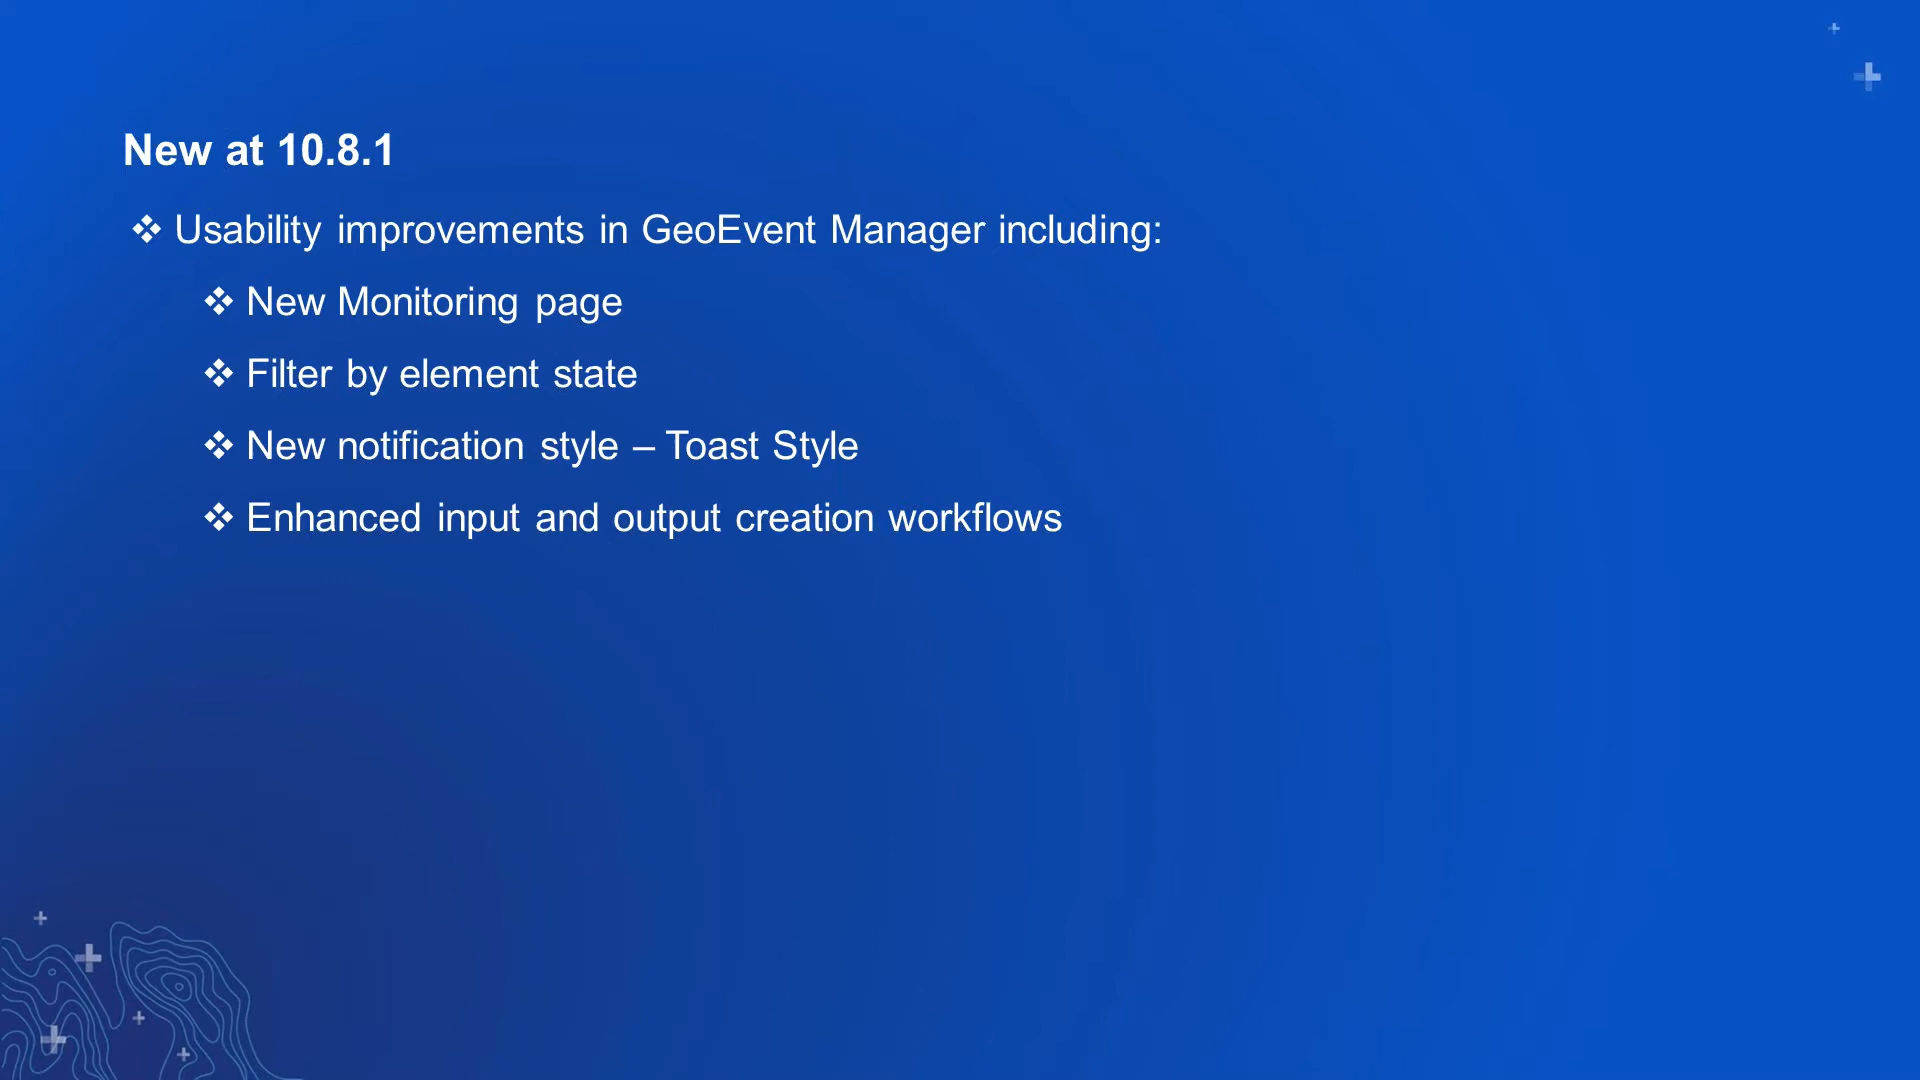 New at 10.8.1
❖ Usability improvements in GeoEvent Manager including:
❖ New Monitoring page
❖ Filter by element state
❖ New notification style – Toast Style
❖ Enhanced input and output creation workflows